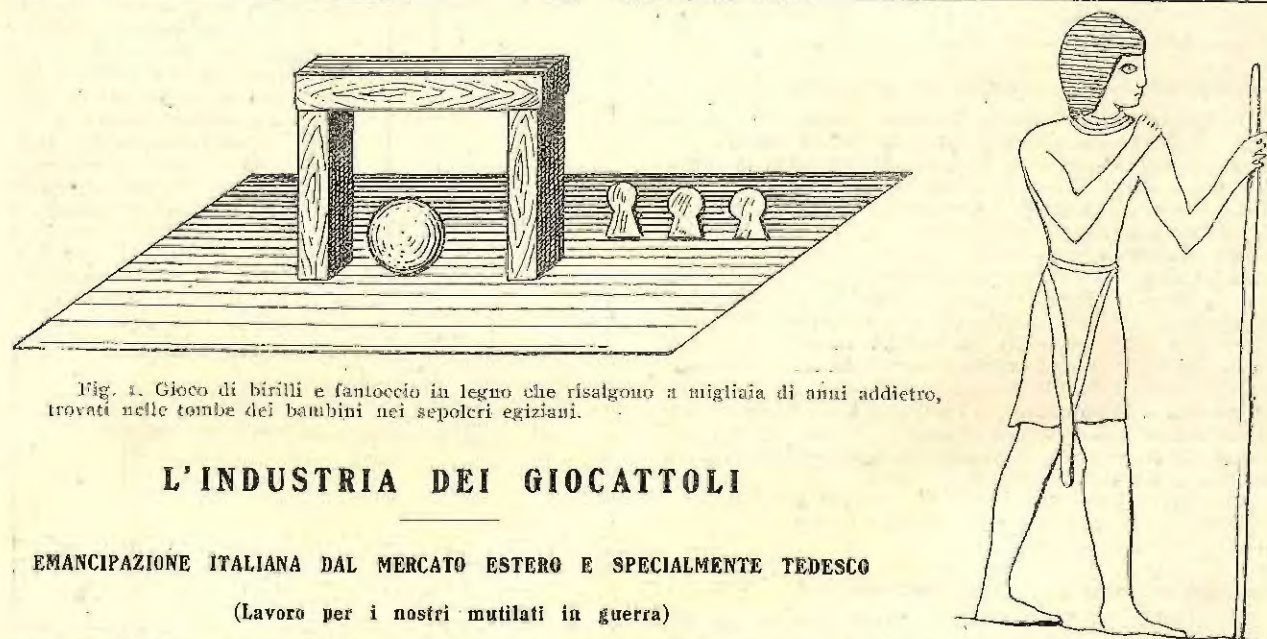 Fig. 1. Gioco di birilli e fantoccio in legno che risalgono a migliaia di anni addietro,
trovati nelle tombe dei bambini nei sepolcri egiziani.
L'INDUSTRIA DEI GIOCATTOLI
EMANCIPAZIONE ITALIANA DAL MERCATO ESTERO E SPECIALMENTE TEDESCO
(Lavoro per i nostri mutilati in guerra)